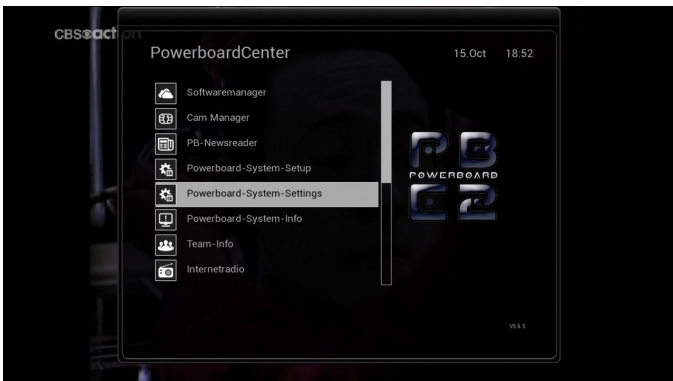 CBS action
PowerboardCenter
15.Oct 18:52
Softwaremanager
Cam Manager
PB-Newsreader
Powerboard-System-Setup
Powerboard-System-Settings
Powerboard-System-Info
Team-Info
Internetradio
PB
POWERBOARD
E2
V5.6.5